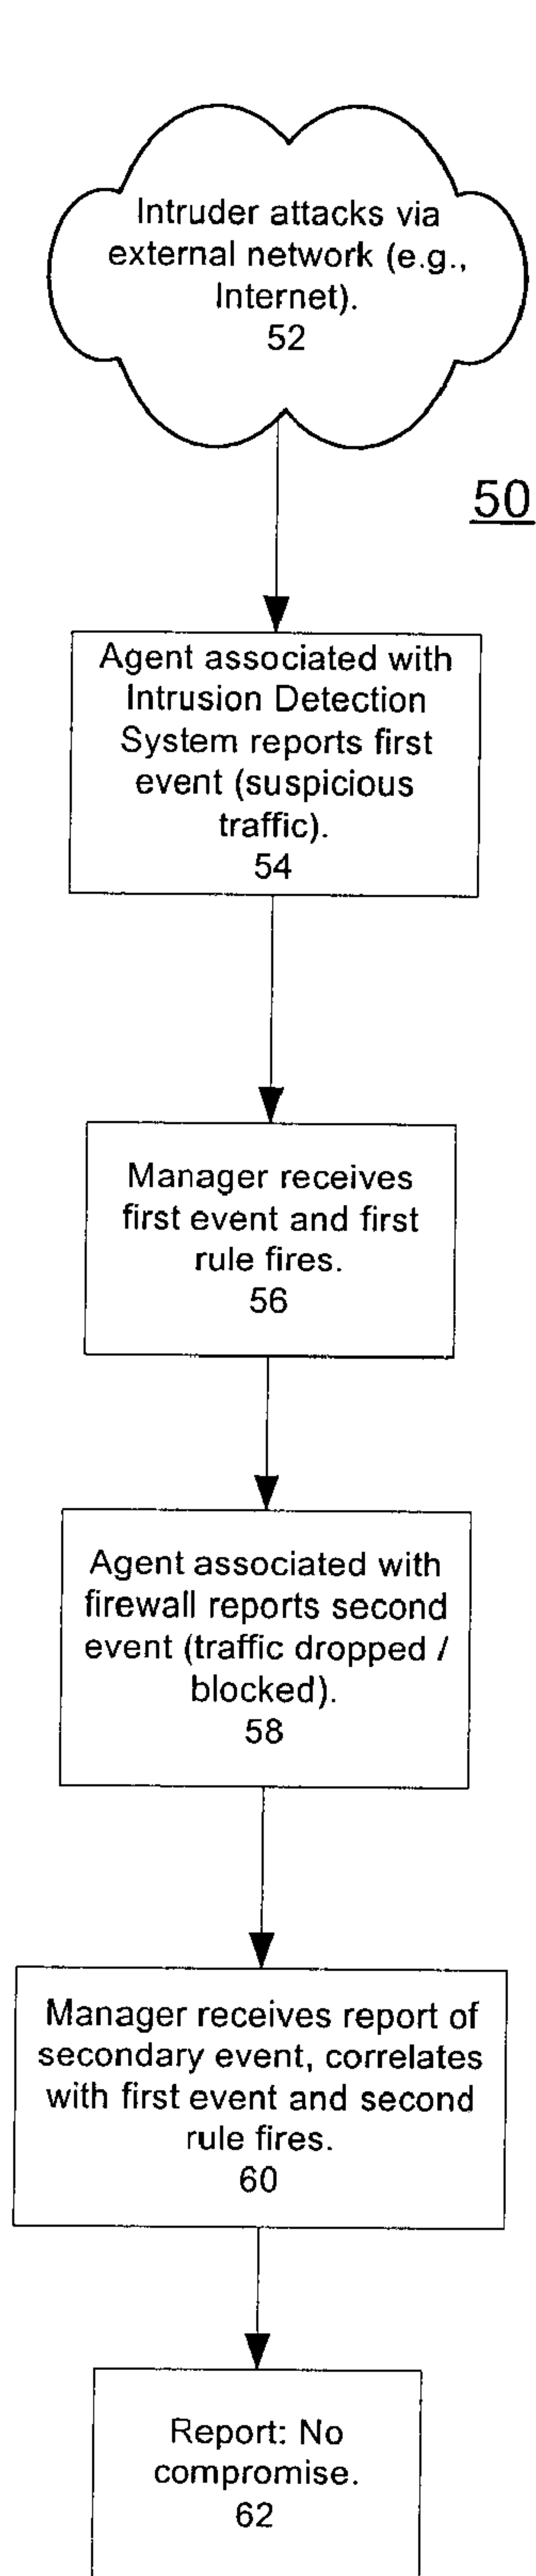 Intruder attacks via
external network (e.g.,
Internet).
52
50
Agent associated with
Intrusion Detection
System reports first
event (suspicious
traffic).
54
Manager receives
first event and first
rule fires.
56
Agent associated with
firewall reports second
event (traffic dropped /
blocked).
58
Manager receives report of
secondary event, correlates
with first event and second
rule fires.
60
Report: No
compromise.
62